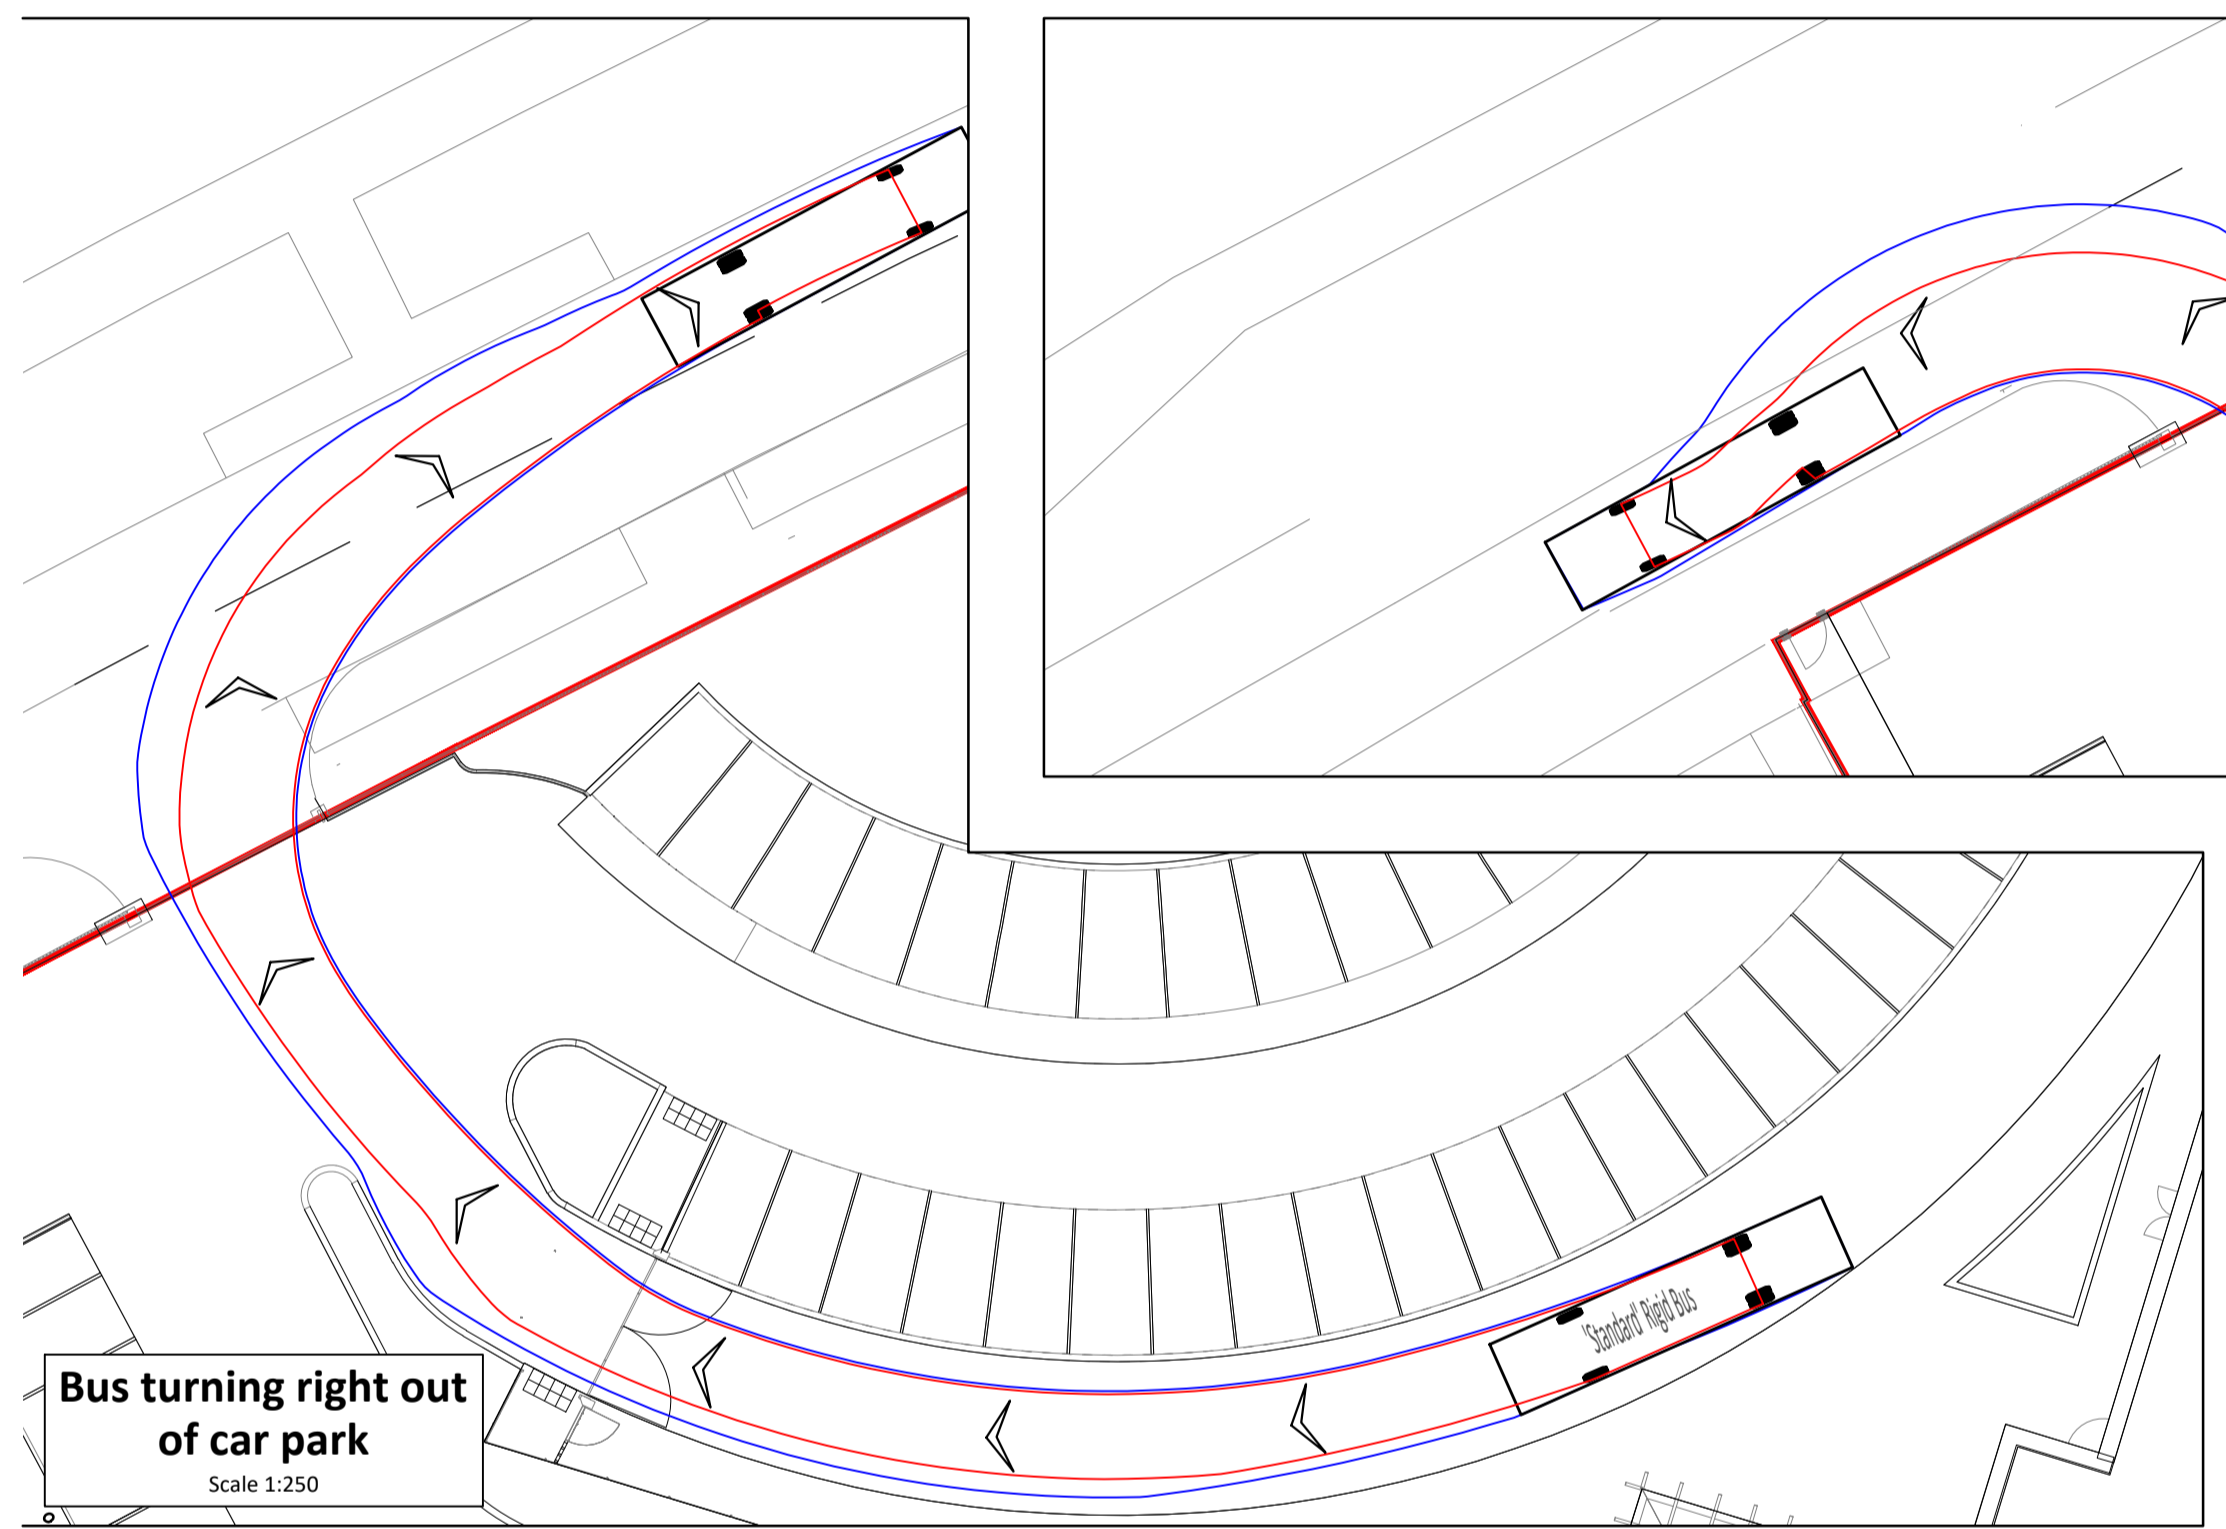 'Standard' Rigid Bus
Bus turning right out
of car park
Scale 1:250